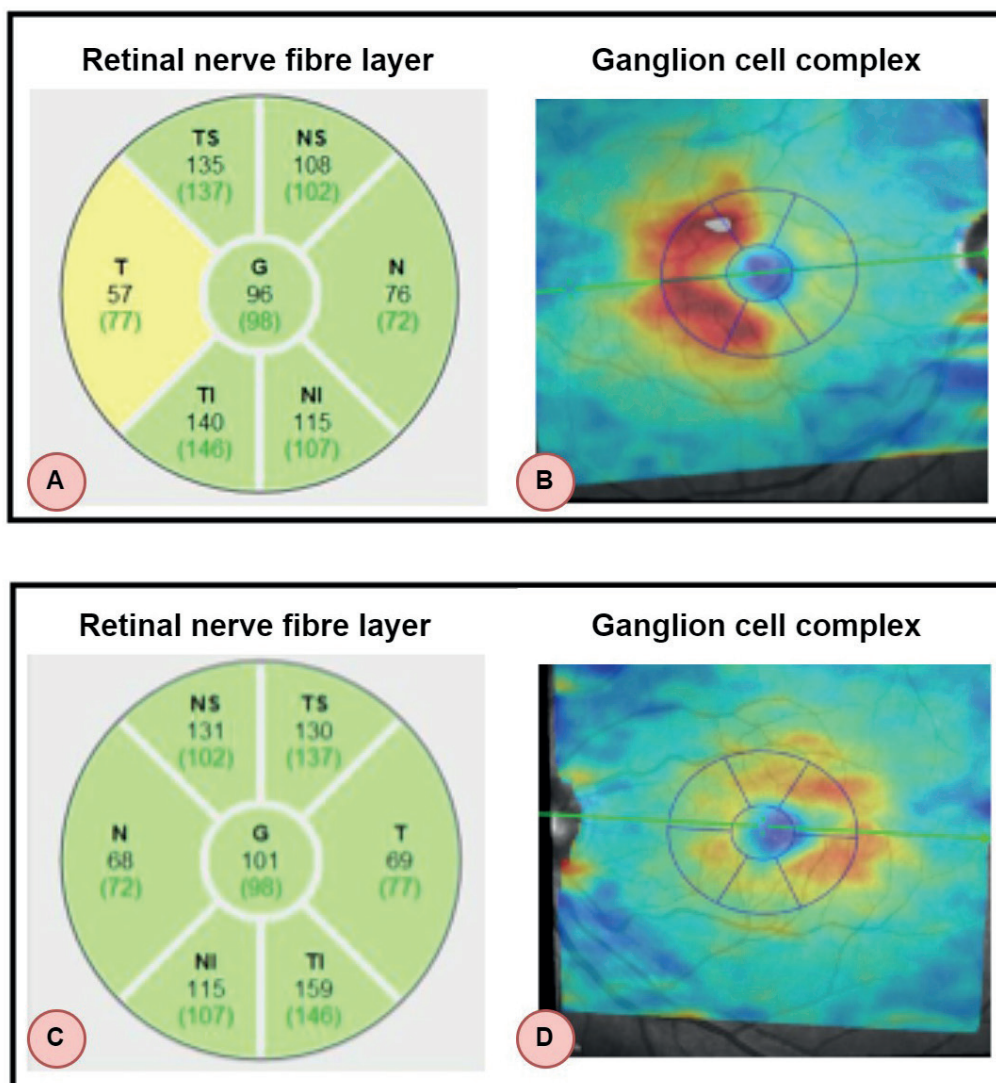 Retinal nerve fibre layer
Ganglion cell complex
TS
135
(137)
NS
108
(102)
T
57
(77)
G
96
(98)
N
76
(72)
TI
140
(146)
NI
115
(107)
A
B
Retinal nerve fibre layer
Ganglion cell complex
NS
131
(102)
TS
130
(137)
N
68
(72)
G
101
(98)
T
69
(77)
NI
115
(107)
TI
159
(146)
C
D